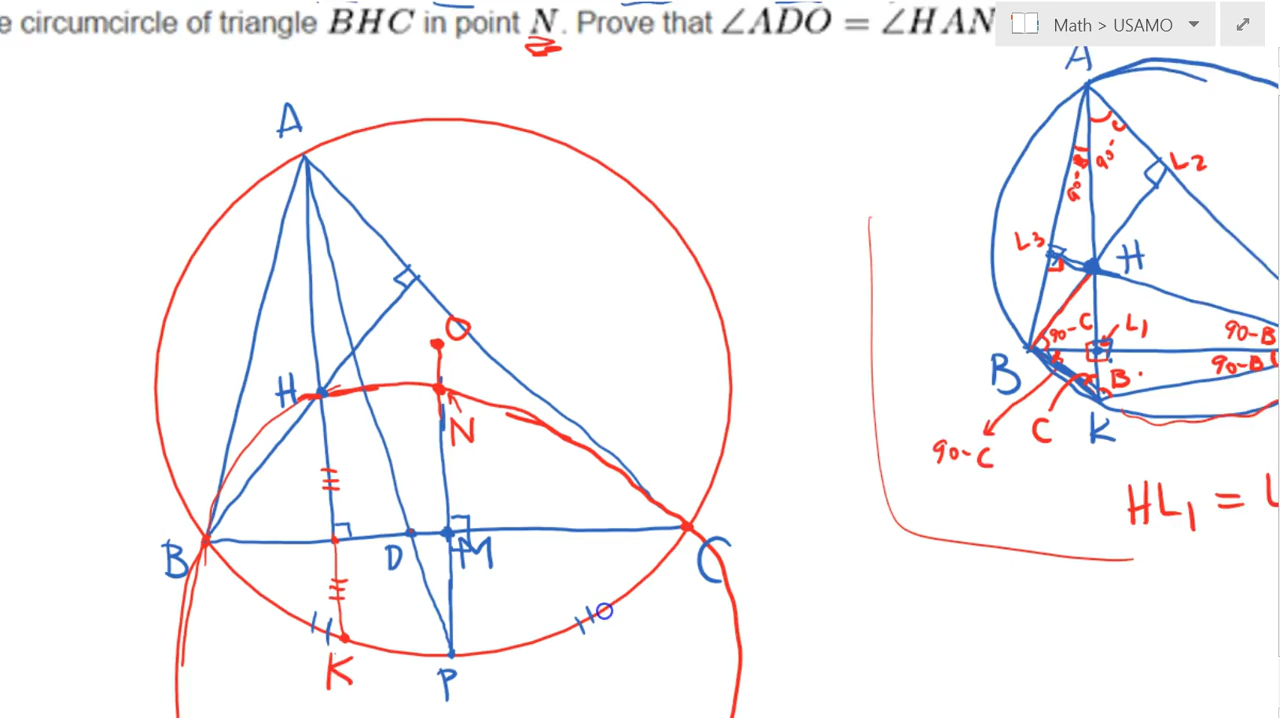 e circumcircle of triangle BHC in point N. Prove that ∠ADO = ∠HAN
Math > USAMO
A
O
H
N
B
D
M
C
K
P
A
90-B
90-C
L2
L3
H
90-C
L1
90-B
90-B
B
B
C
K
90-C
HL1 =